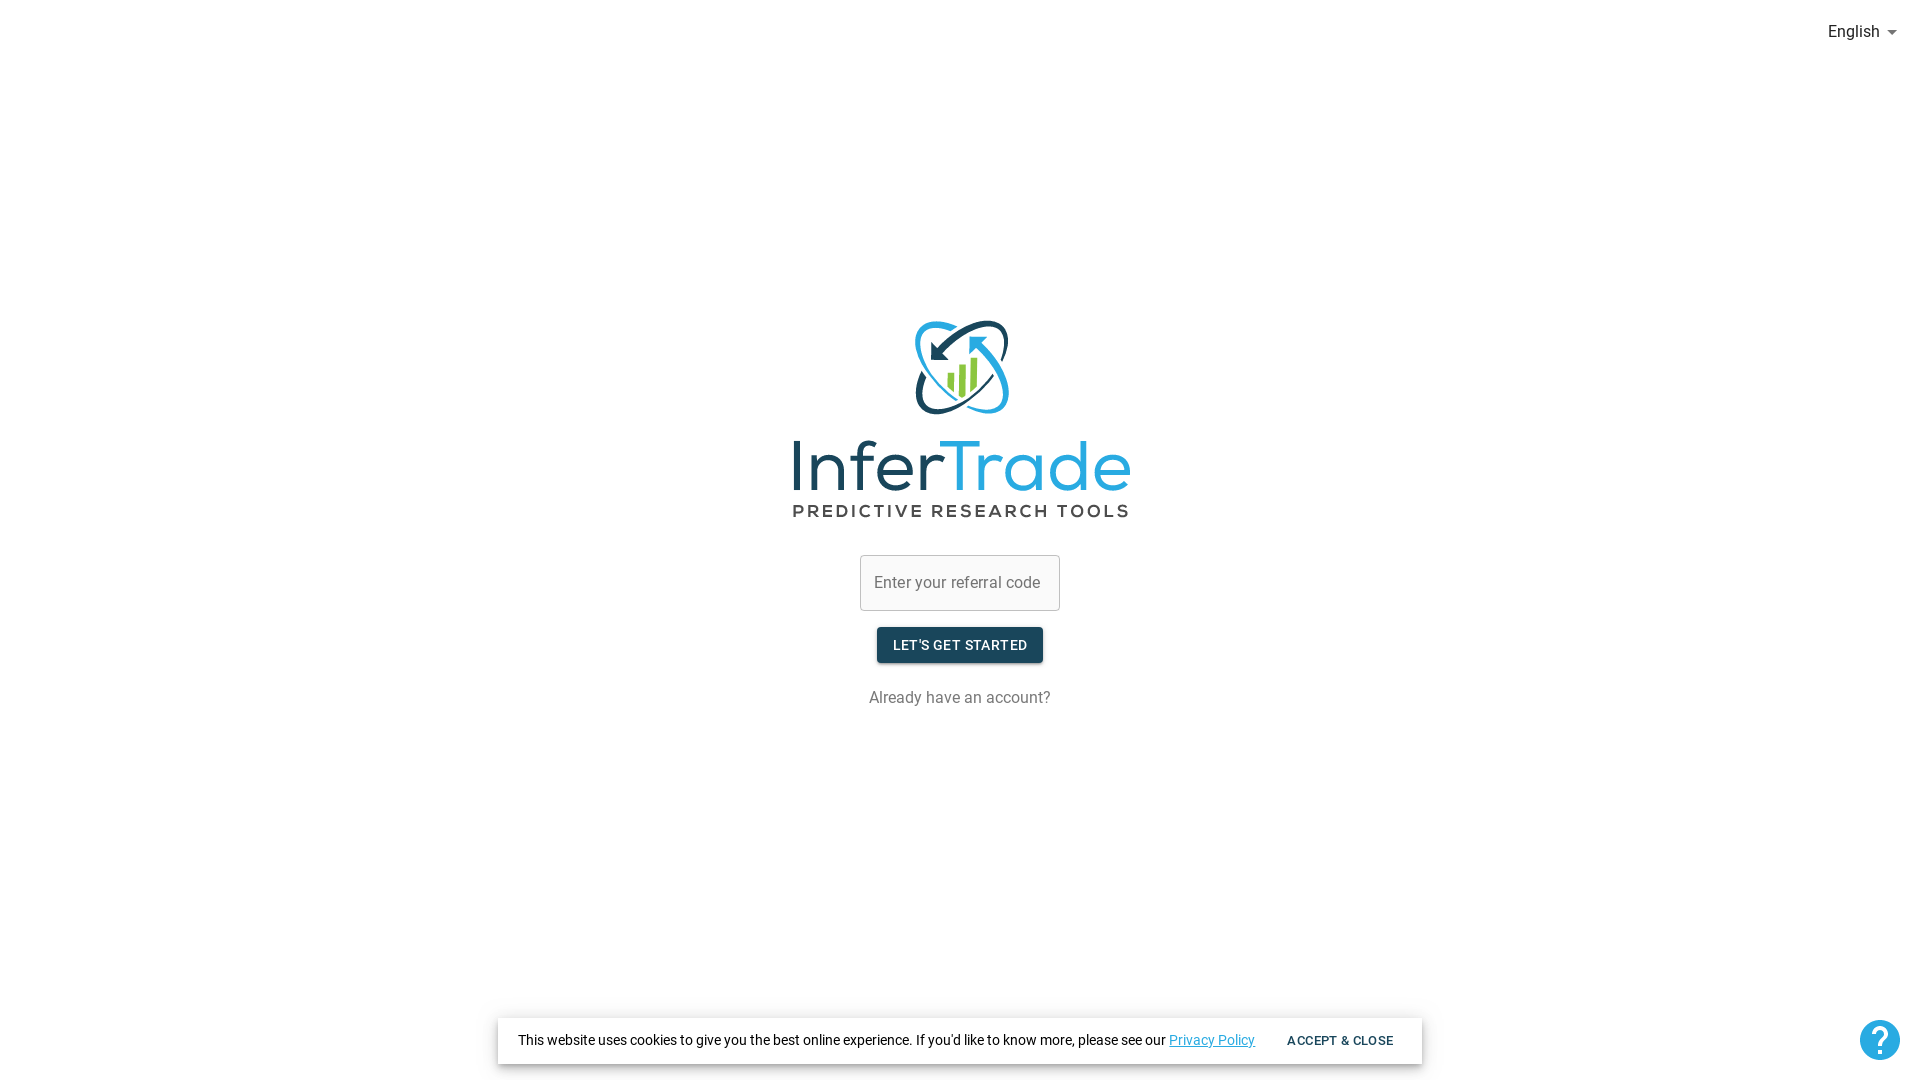 English
InferTrade
PREDICTIVE RESEARCH TOOLS
Enter your referral code
LET'S GET STARTED
Already have an account?
This website uses cookies to give you the best online experience. If you'd like to know more, please see our Privacy Policy
ACCEPT & CLOSE